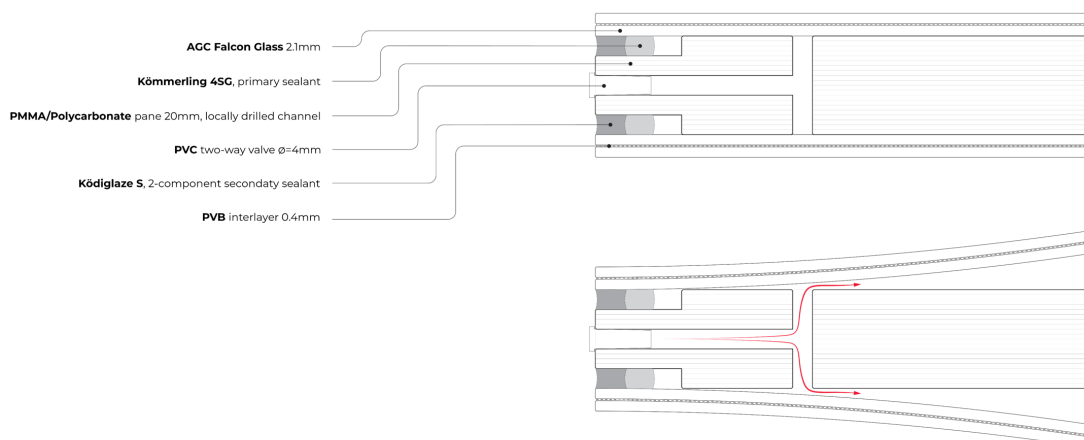 AGC Falcon Glass 2.1mm
Kömmerling 4SG, primary sealant
PMMA/Polycarbonate pane 20mm, locally drilled channel
PVC two-way valve ø=4mm
Ködiglaze S, 2-component secondaty sealant
PVB interlayer 0.4mm